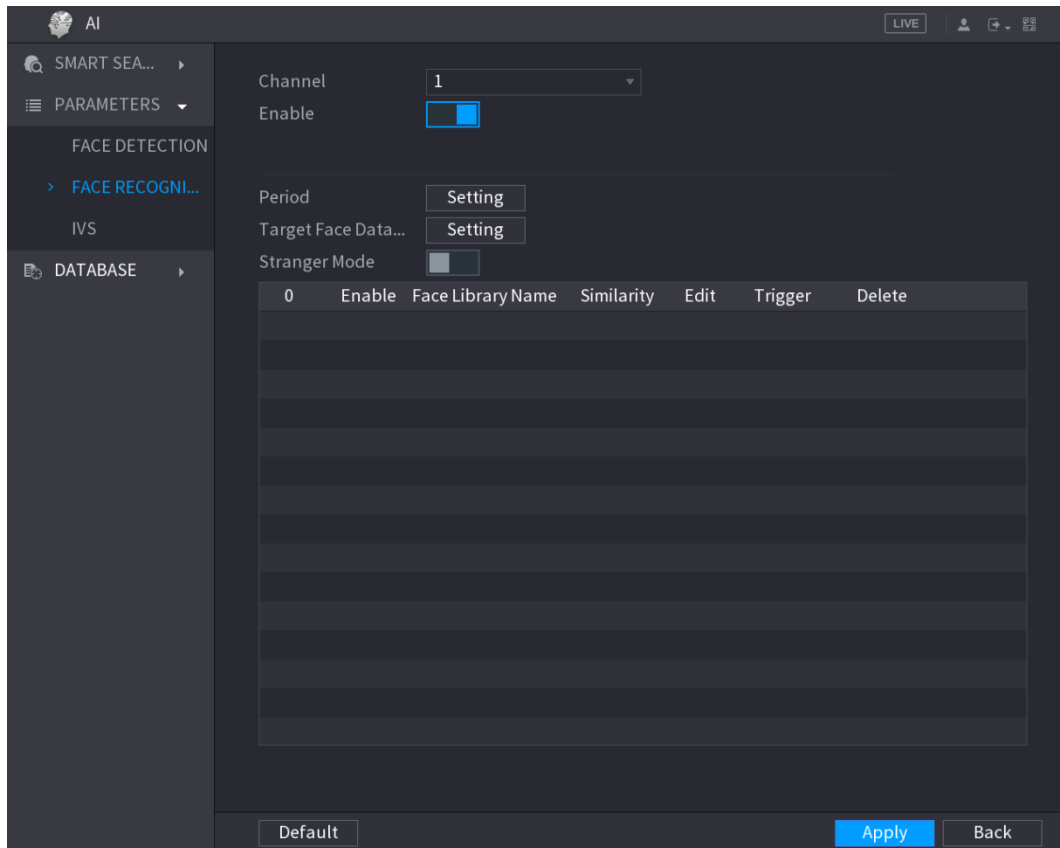 AI
LIVE
SMART SEA...
PARAMETERS
FACE DETECTION
FACE RECOGNI...
IVS
DATABASE
Channel 1
Enable
Period Setting
Target Face Data... Setting
Stranger Mode
0 Enable Face Library Name Similarity Edit Trigger Delete
Default Apply Back